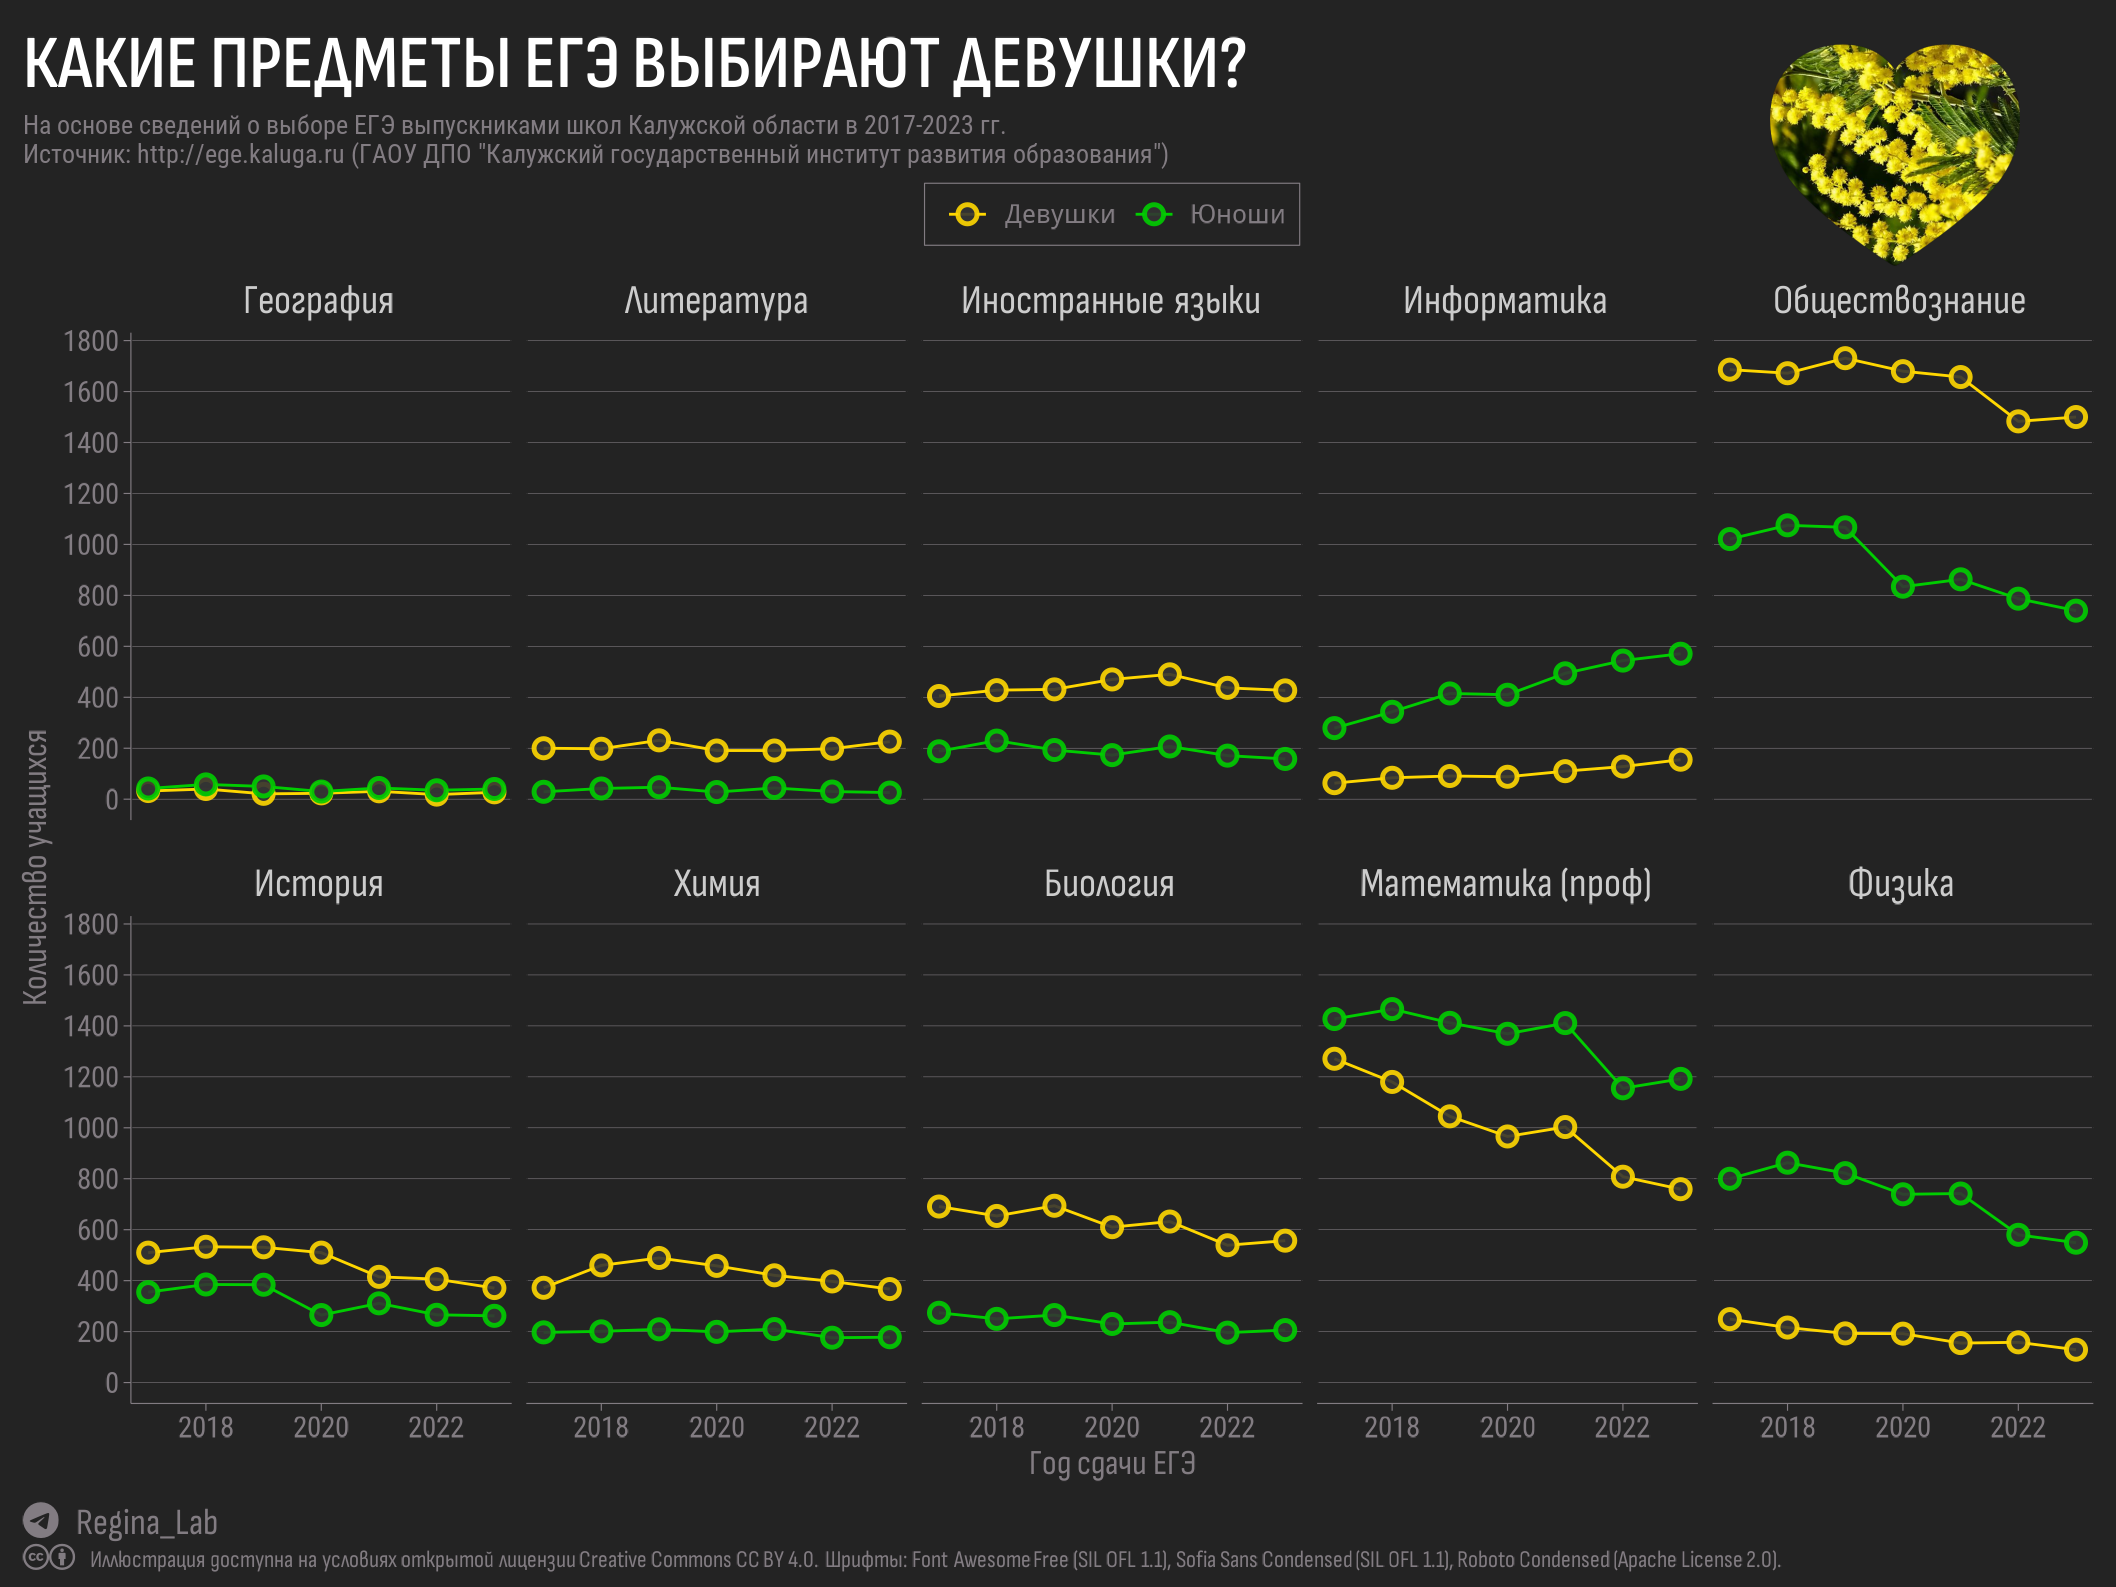 КАКИЕ ПРЕДМЕТЫ ЕГЭ ВЫБИРАЮТ ДЕВУШКИ?
На основе сведений о выборе ЕГЭ выпускниками школ Калужской области в 2017-2023 гг.
Источник: http://ege.kaluga.ru (ГАОУ ДПО "Калужский государственный институт развития образования")
Девушки Юноши
География Литература Иностранные языки Информатика Обществознание
1800
1600
1400
1200
1000
800
600
400
200
0
Количество учащихся
История Химия Биология Математика (проф) Физика
1800
1600
1400
1200
1000
800
600
400
200
0
2018 2020 2022 2018 2020 2022 2018 2020 2022 2018 2020 2022 2018 2020 2022
Год сдачи ЕГЭ
Regina_Lab
cc Иллюстрация доступна на условиях открытой лицензии Creative Commons CC BY 4.0. Шрифты: Font Awesome Free (SIL OFL 1.1), Sofia Sans Condensed (SIL OFL 1.1), Roboto Condensed (Apache License 2.0).